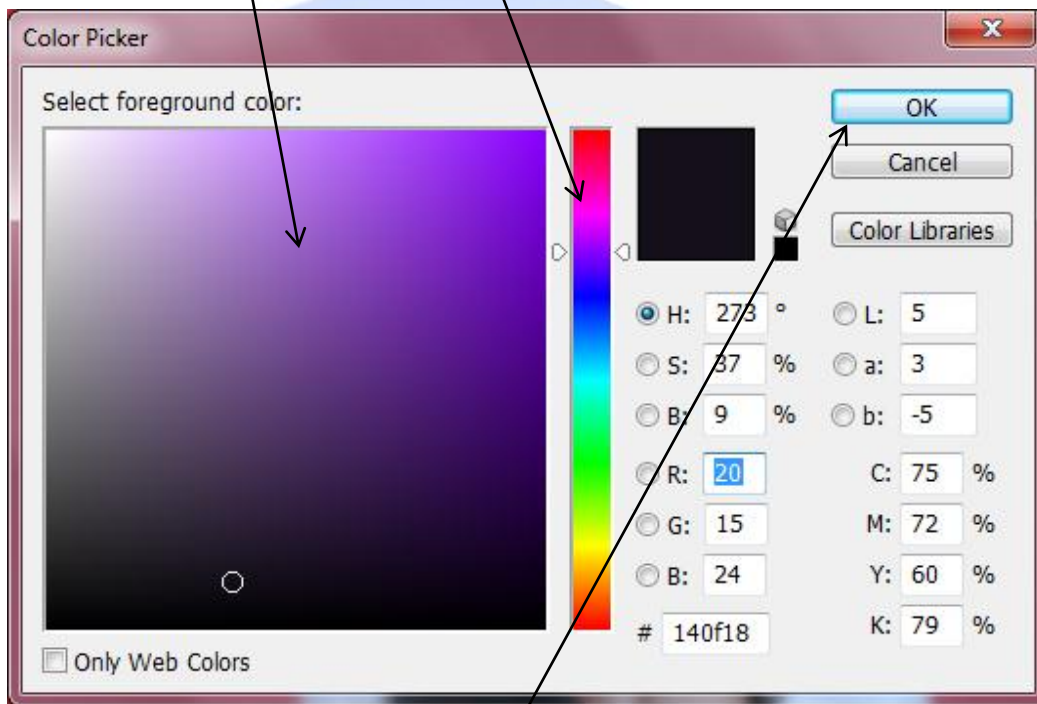 Color Picker
Select foreground color:
OK
Cancel
Color Libraries
H: 273 °
L: 5
S: 37 %
a: 3
B: 9 %
b: -5
R: 20
C: 75 %
G: 15
M: 72 %
B: 24
Y: 60 %
# 140f18
K: 79 %
Only Web Colors